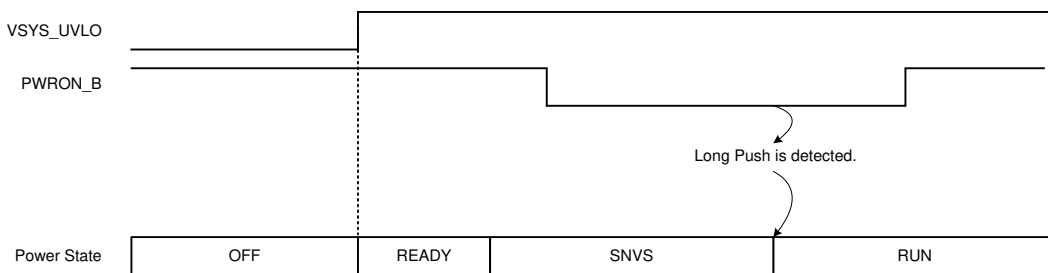 VSYS_UVLO
PWRON_B
Long Push is detected.
Power State
OFF
READY
SNVS
RUN